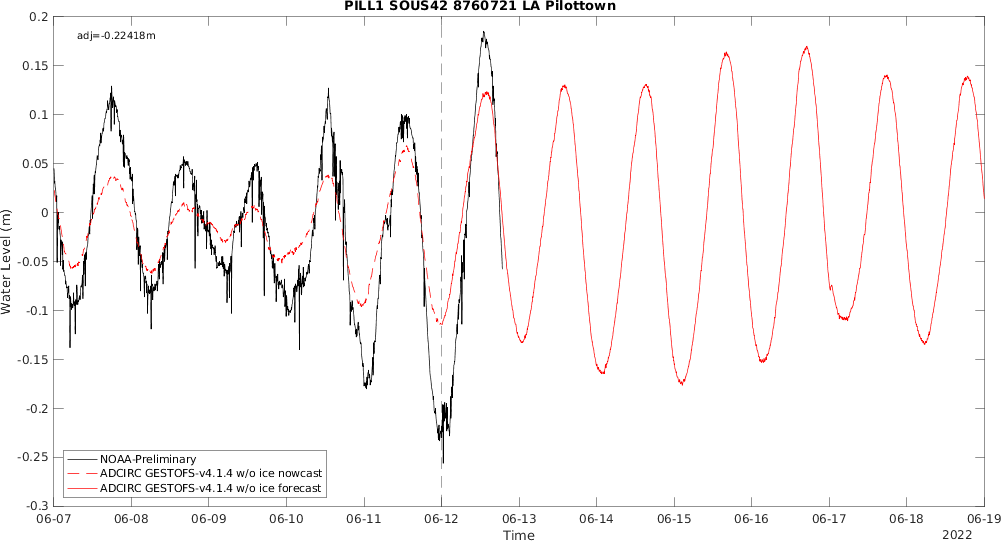 PILL1 SOUS42 8760721 LA Pilottown
adj=-0.22418m
0.2
0.15
0.1
0.05
0
-0.05
-0.1
-0.15
-0.2
-0.25
-0.3
Water Level (m)
NOAA-Preliminary
ADCIRC GESTOFS-v4.1.4 w/o ice nowcast
ADCIRC GESTOFS-v4.1.4 w/o ice forecast
06-07 06-08 06-09 06-10 06-11 06-12 06-13 06-14 06-15 06-16 06-17 06-18 06-19
Time
2022